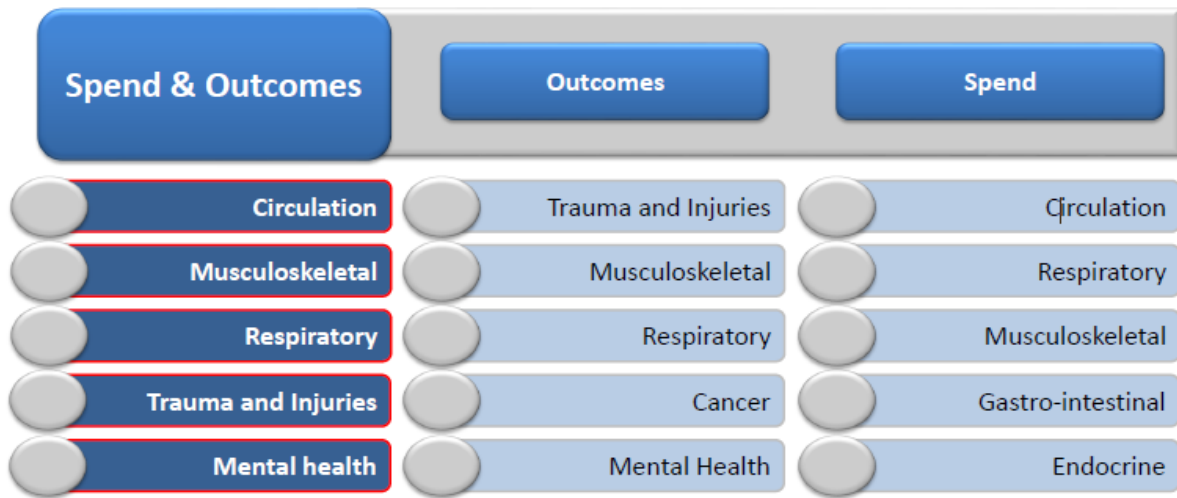 Spend & Outcomes
Outcomes
Spend
Circulation
Trauma and Injuries
Circulation
Musculoskeletal
Musculoskeletal
Respiratory
Respiratory
Respiratory
Musculoskeletal
Trauma and Injuries
Cancer
Gastro-intestinal
Mental health
Mental Health
Endocrine